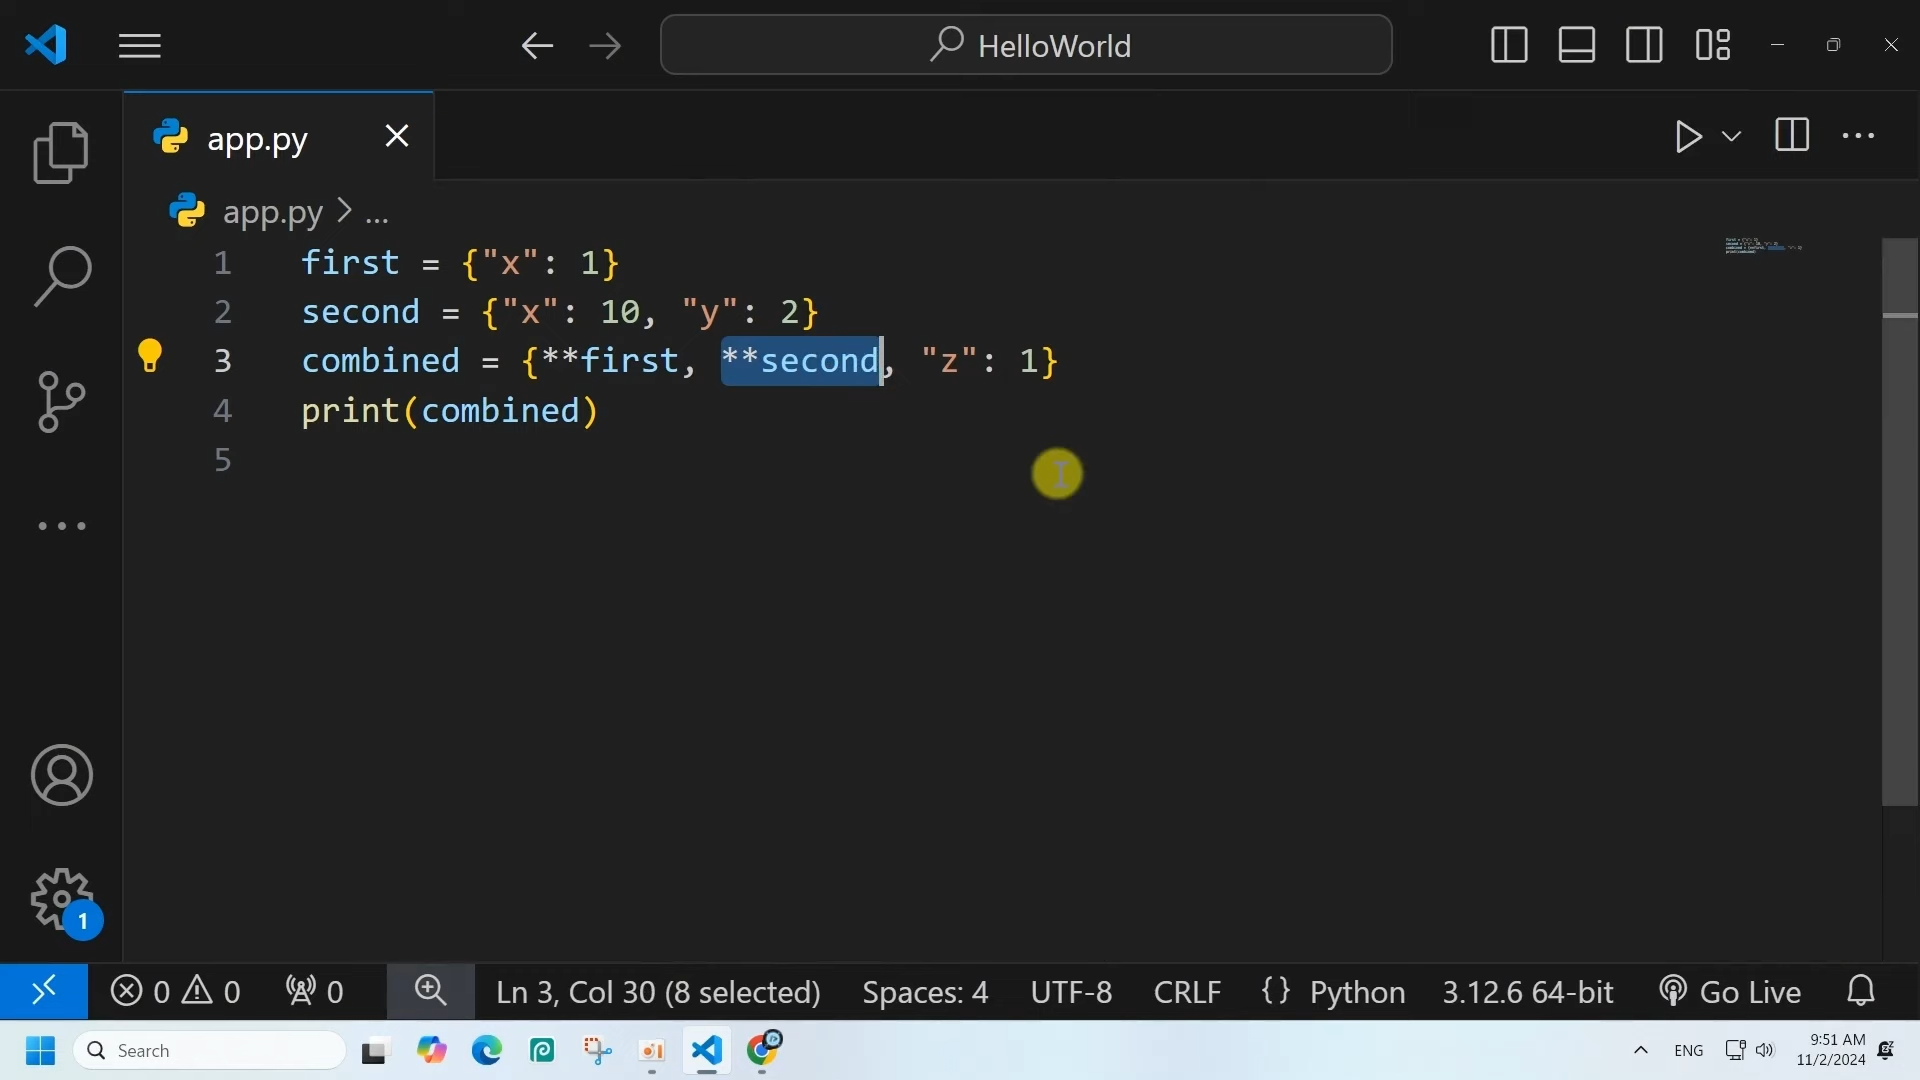 HelloWorld
app.py
app.py > ...
1 first = {"x": 1}
2 second = {"x": 10, "y": 2}
3 combined = {**first, **second, "z": 1}
4 print(combined)
5
1
0 0 0 Ln 3, Col 30 (8 selected) Spaces: 4 UTF-8 CRLF {} Python 3.12.6 64-bit Go Live
Search ENG 9:51 AM
11/2/2024